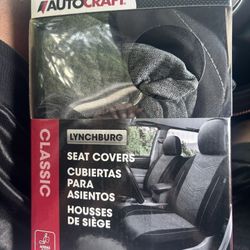 AUTOCRAFT
CLASSIC
LYNCHBURG
SEAT COVERS
CUBIERTAS
PARA
ASIENTOS
HOUSSES
DE SIÈGE